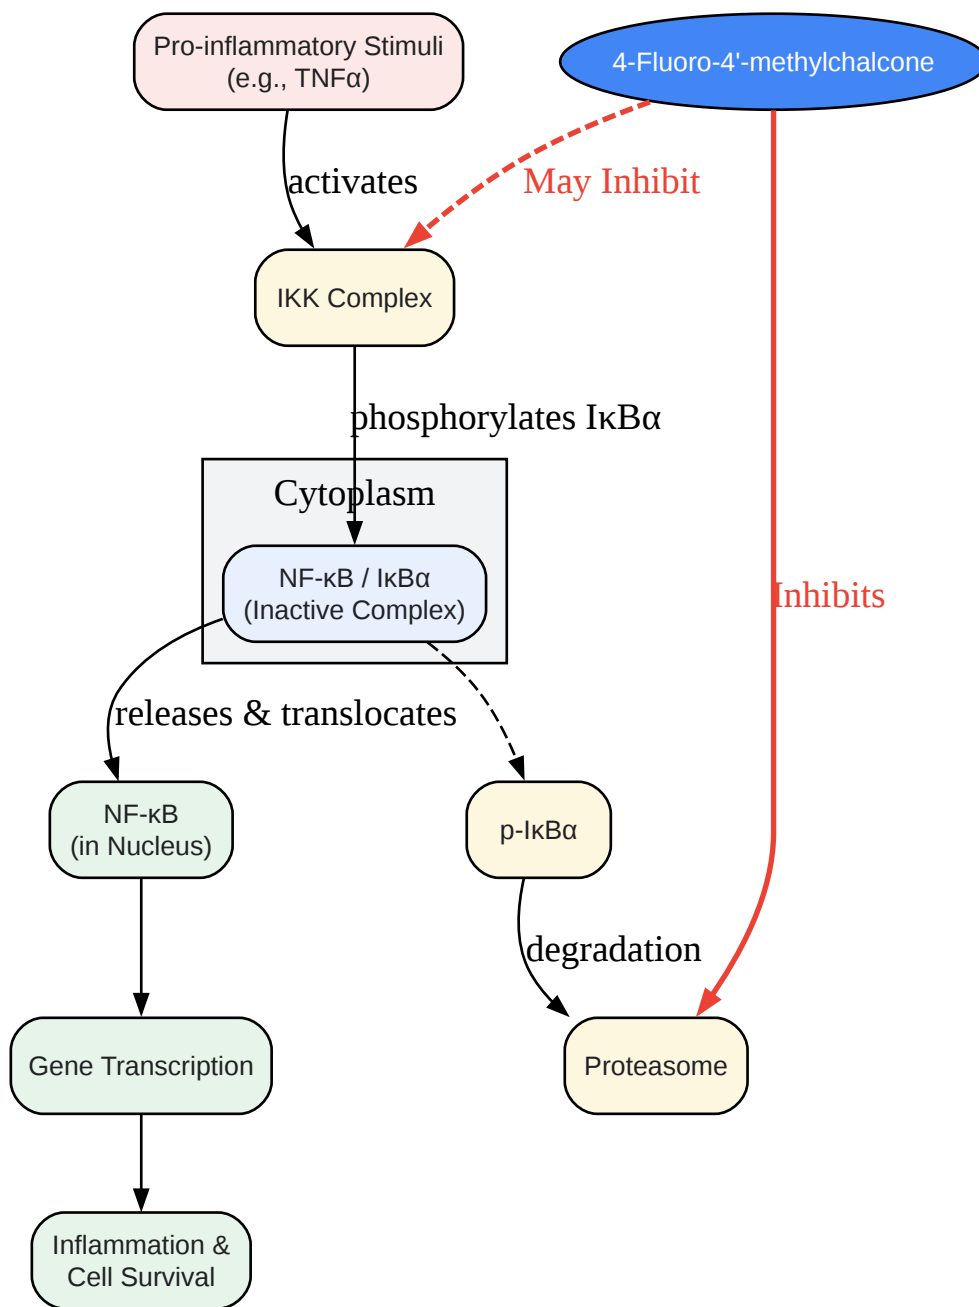 Pro-inflammatory Stimuli
(e.g., TNFα)
4-Fluoro-4'-methylchalcone
activates
May Inhibit
IKK Complex
phosphorylates IκBα
Cytoplasm
NF-κB / IκBα
(Inactive Complex)
Inhibits
releases & translocates
NF-κB
(in Nucleus)
p-IκBα
degradation
Gene Transcription
Proteasome
Inflammation &
Cell Survival